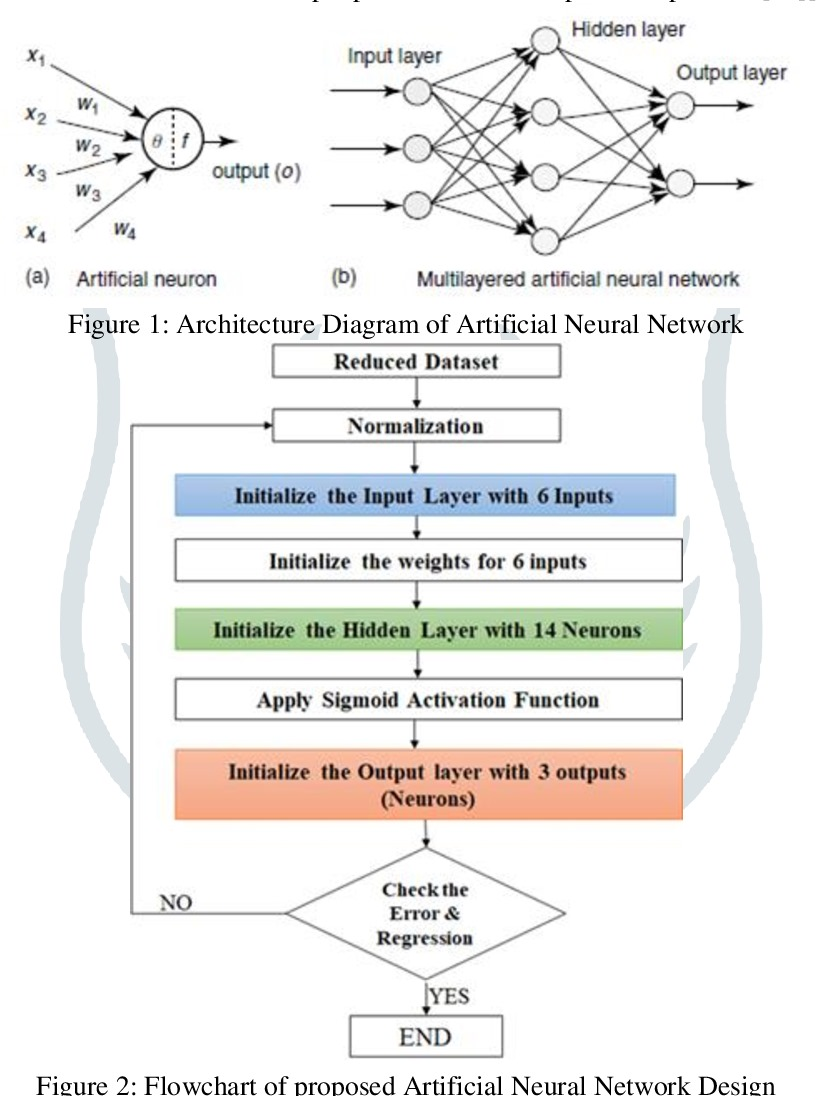 x1
x2
x3
x4
w1
w2
w3
w4
θ f
output (o)
(a) Artificial neuron
Input layer
Hidden layer
Output layer
(b) Multilayered artificial neural network
Figure 1: Architecture Diagram of Artificial Neural Network
Reduced Dataset
Normalization
Initialize the Input Layer with 6 Inputs
Initialize the weights for 6 inputs
Initialize the Hidden Layer with 14 Neurons
Apply Sigmoid Activation Function
Initialize the Output layer with 3 outputs
(Neurons)
Check the
Error &
Regression
NO
YES
END
Figure 2: Flowchart of proposed Artificial Neural Network Design